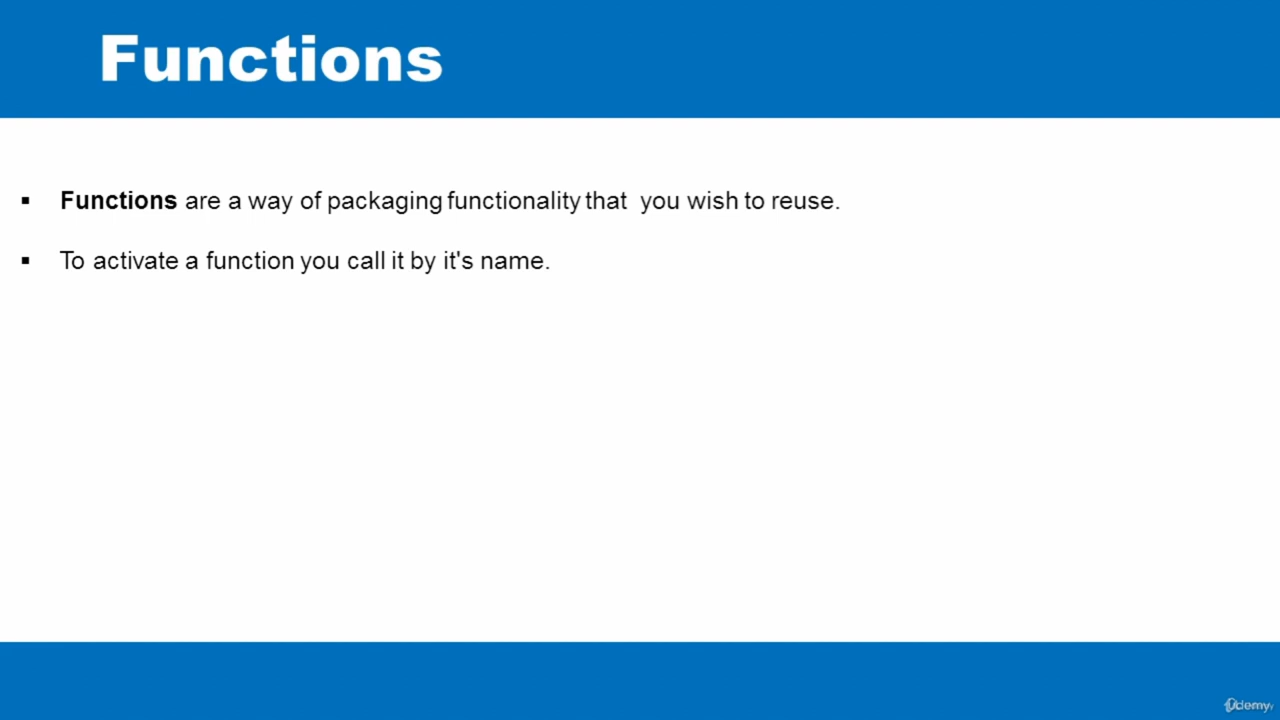 Functions
▪ Functions are a way of packaging functionality that you wish to reuse.
▪ To activate a function you call it by it's name.
Udemy